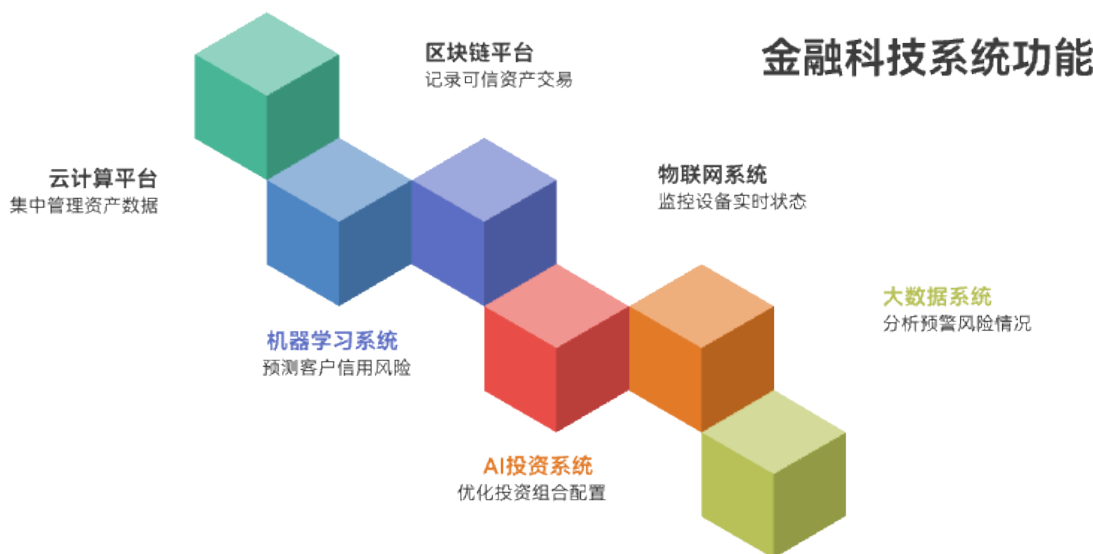 金融科技系统功能
区块链平台
记录可信资产交易
云计算平台
集中管理资产数据
物联网系统
监控设备实时状态
大数据系统
分析预警风险情况
机器学习系统
预测客户信用风险
AI投资系统
优化投资组合配置